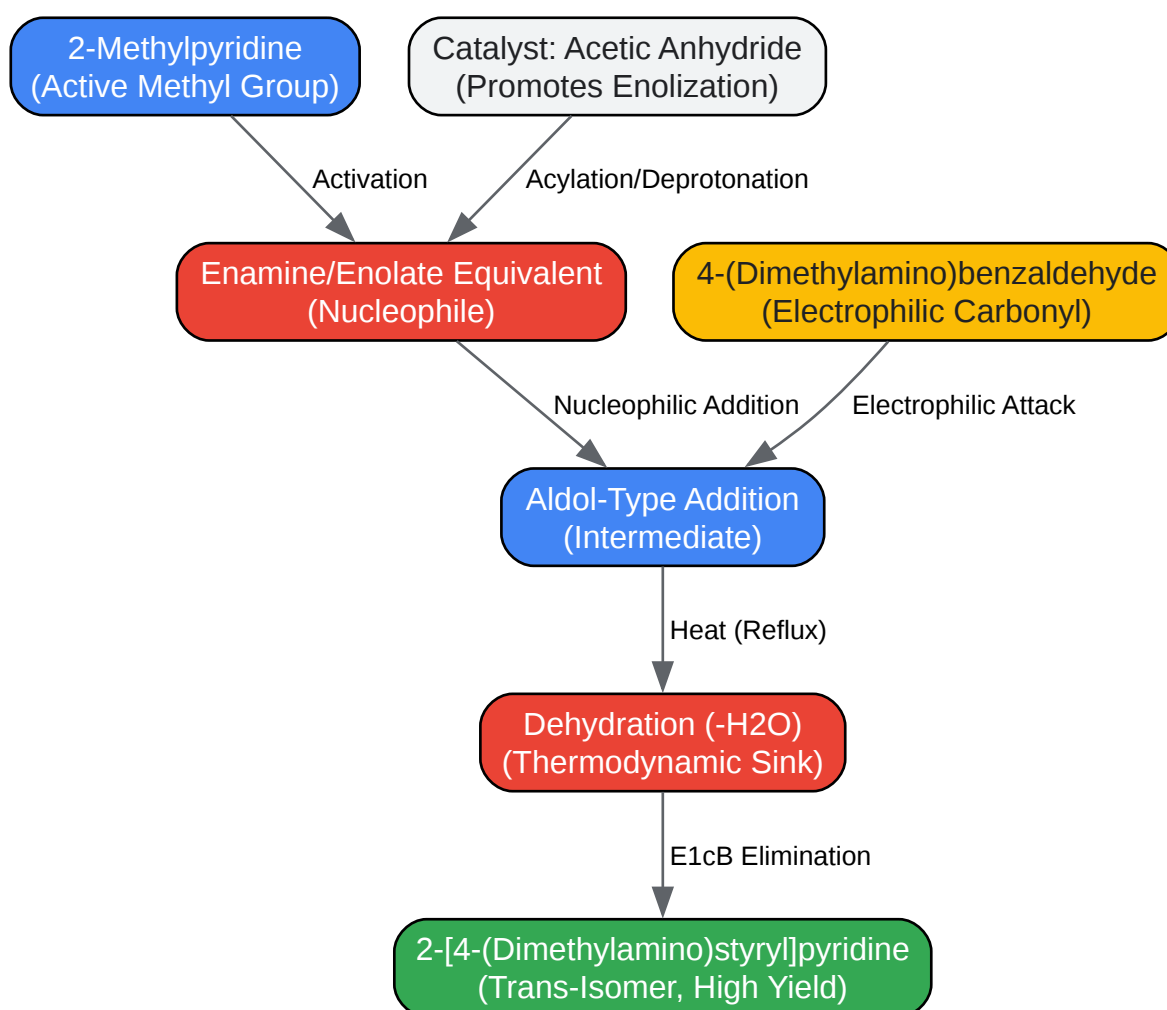 2-Methylpyridine
(Active Methyl Group)
Catalyst: Acetic Anhydride
(Promotes Enolization)
Activation
Acylation/Deprotonation
Enamine/Enolate Equivalent
(Nucleophile)
4-(Dimethylamino)benzaldehyde
(Electrophilic Carbonyl)
Nucleophilic Addition
Electrophilic Attack
Aldol-Type Addition
(Intermediate)
Heat (Reflux)
Dehydration (-H2O)
(Thermodynamic Sink)
E1cB Elimination
2-[4-(Dimethylamino)styryl]pyridine
(Trans-Isomer, High Yield)